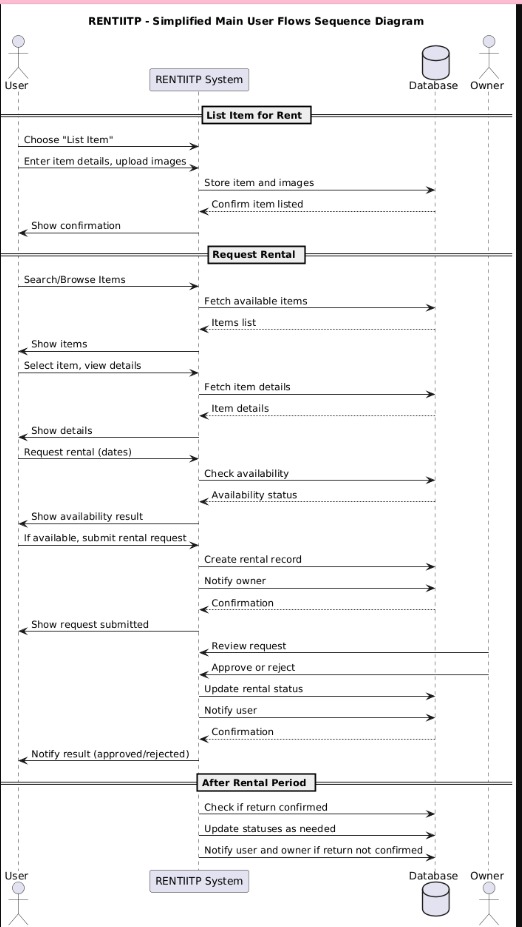 RENTIITP - Simplified Main User Flows Sequence Diagram
User
RENTIITP System
Database
Owner
List Item for Rent
Choose "List Item"
Enter item details, upload images
Store item and images
Confirm item listed
Show confirmation
Request Rental
Search/Browse Items
Fetch available items
Items list
Show items
Select item, view details
Fetch item details
Item details
Show details
Request rental (dates)
Check availability
Availability status
Show availability result
If available, submit rental request
Create rental record
Notify owner
Confirmation
Show request submitted
Review request
Approve or reject
Update rental status
Notify user
Confirmation
Notify result (approved/rejected)
After Rental Period
Check if return confirmed
Update statuses as needed
Notify user and owner if return not confirmed
User
RENTIITP System
Database
Owner